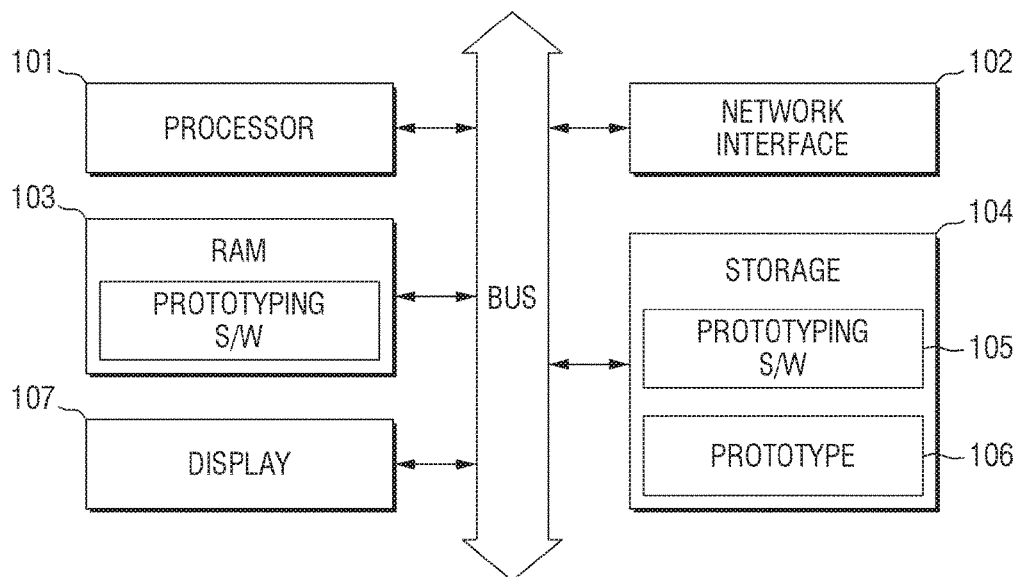 101
PROCESSOR
102
NETWORK
INTERFACE
103
RAM
PROTOTYPING
S/W
BUS
104
STORAGE
PROTOTYPING
S/W
105
PROTOTYPE
106
107
DISPLAY